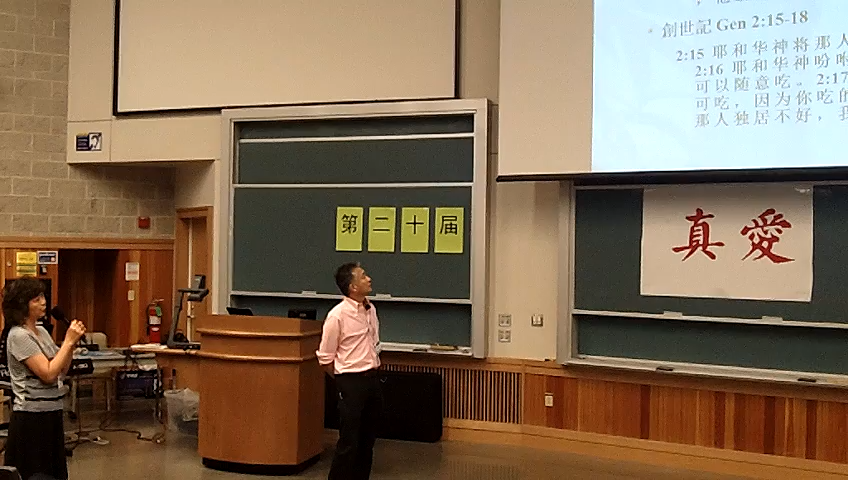 • 創世記 Gen 2:15-18
2:15 耶和华神将那人
2:16 耶和华神吩咐
可以随意吃。2:17
可吃，因为你吃的
那人独居不好，我
第二十届
真愛